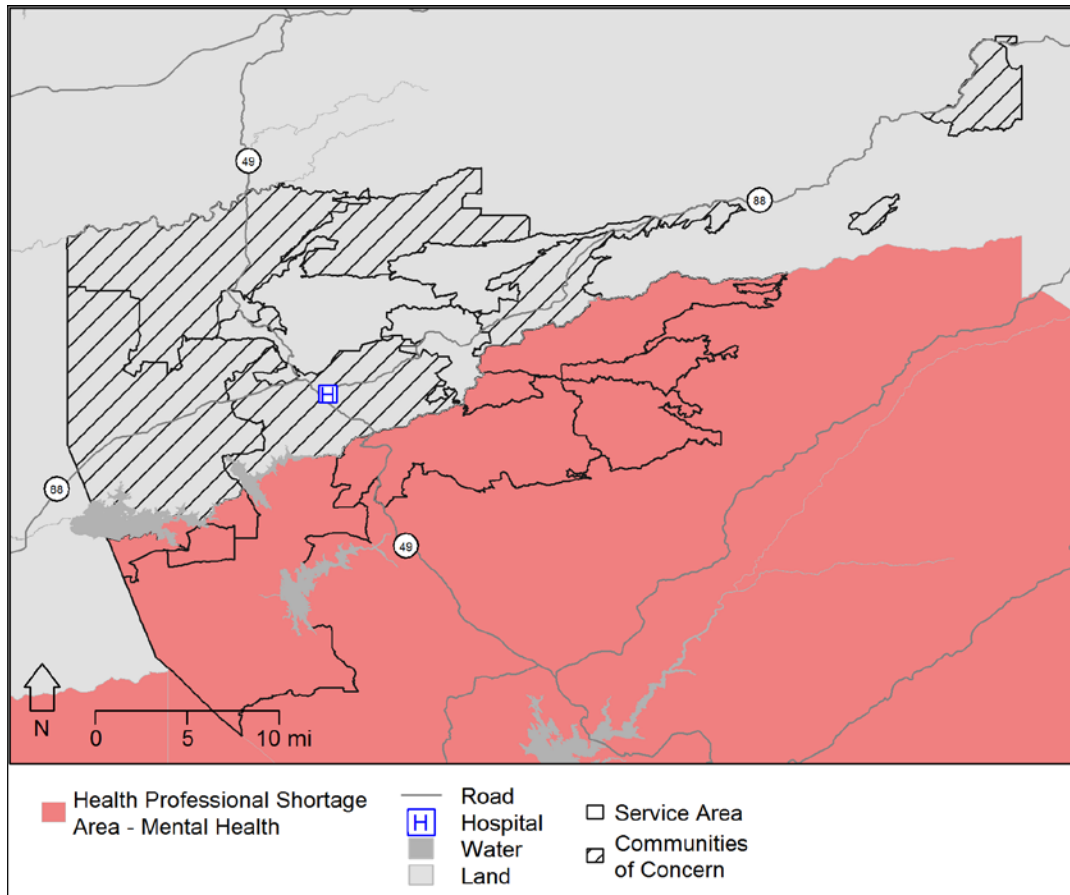 49
88
88
H
49
N
0 5 10 mi
Health Professional Shortage
Area - Mental Health
Road
H Hospital
Water
Land
Service Area
Communities
of Concern